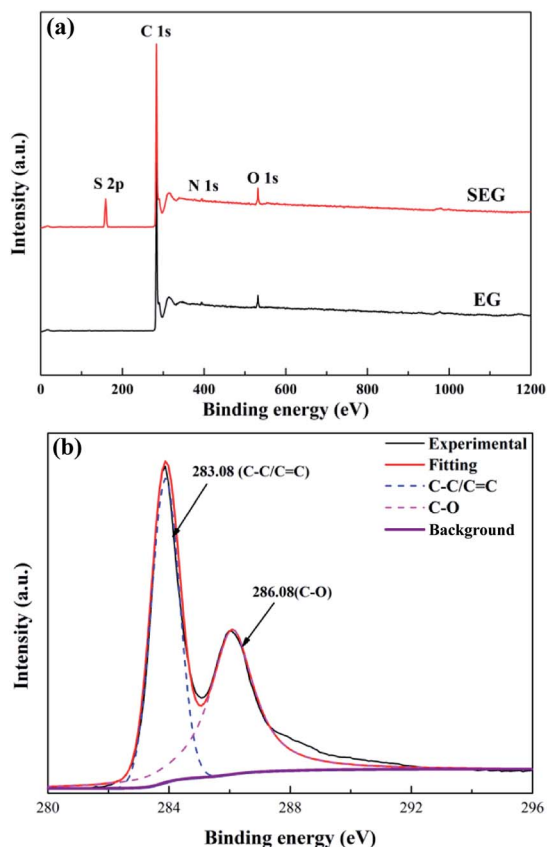 (a)
C 1s
S 2p
N 1s
O 1s
SEG
EG
Intensity (a.u.)
0 200 400 600 800 1000 1200
Binding energy (eV)
(b)
283.08 (C-C/C=C)
286.08(C-O)
Experimental
Fitting
C-C/C=C
C-O
Background
Intensity (a.u.)
280 284 288 292 296
Binding energy (eV)